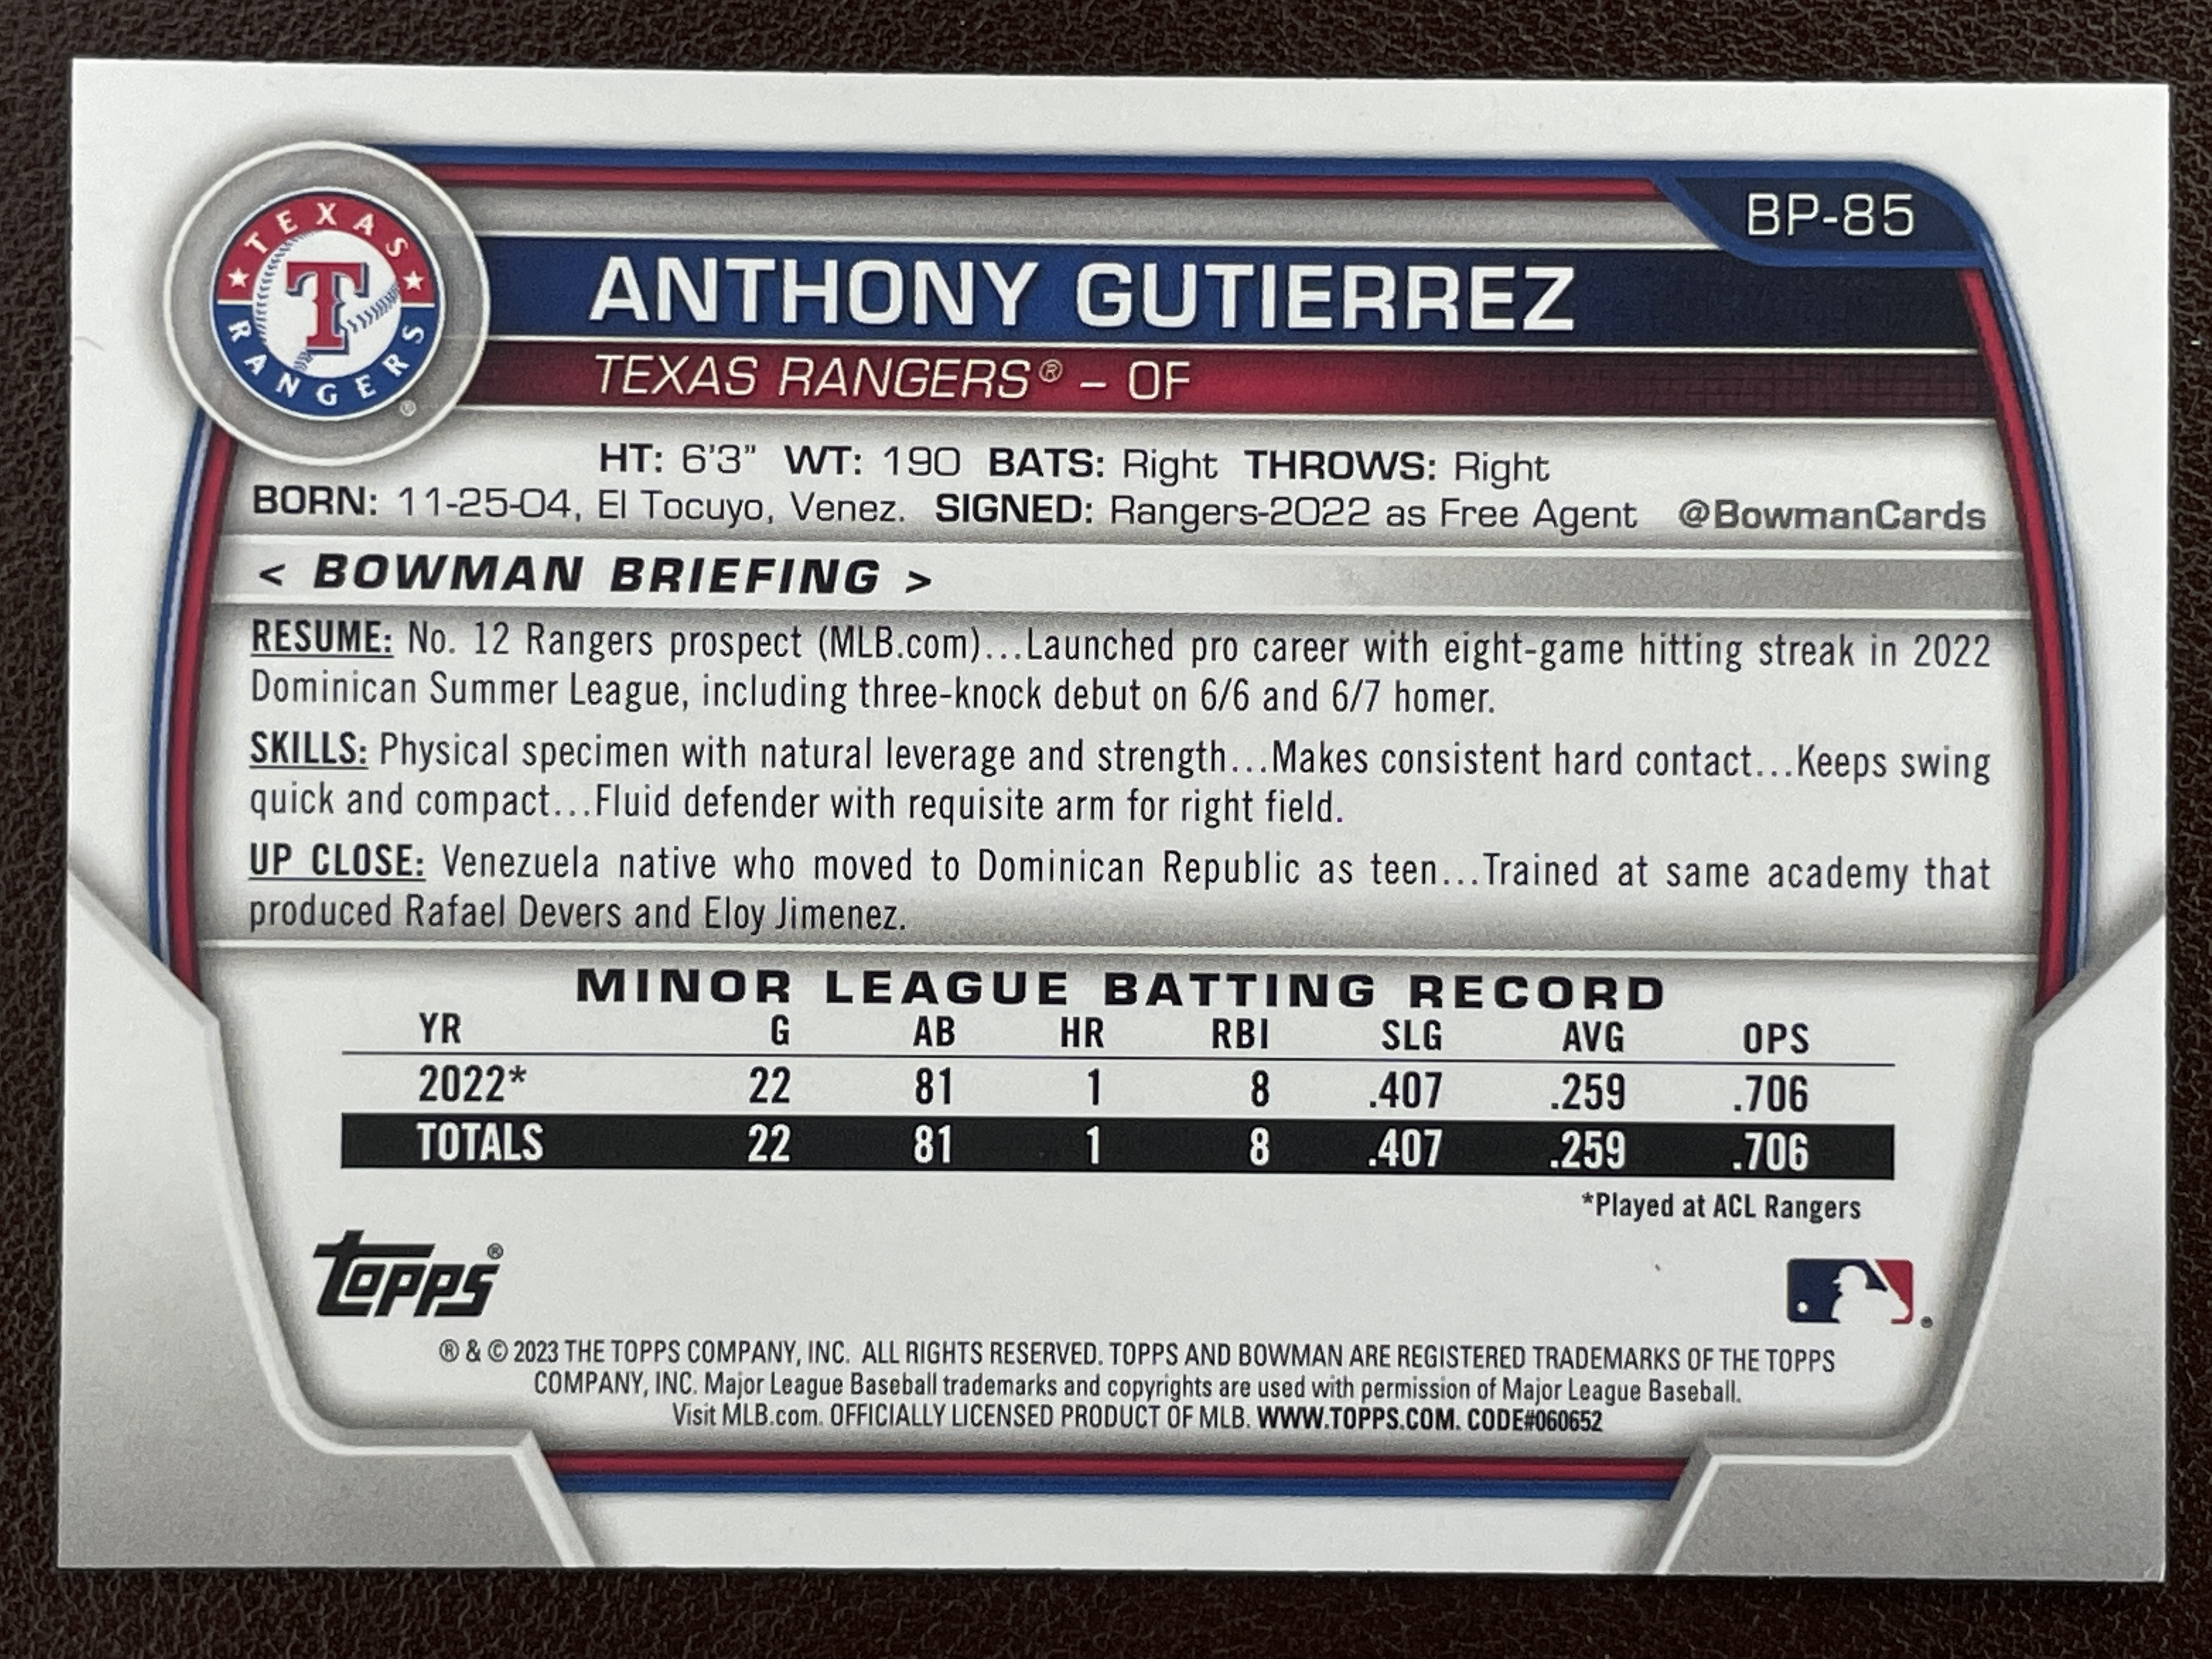 TEXAS RANGERS T ®
BP-85
ANTHONY GUTIERREZ
TEXAS RANGERS® – OF
HT: 6'3" WT: 190 BATS: Right THROWS: Right
BORN: 11-25-04, El Tocuyo, Venez. SIGNED: Rangers-2022 as Free Agent @BowmanCards
< BOWMAN BRIEFING >
RESUME: No. 12 Rangers prospect (MLB.com)...Launched pro career with eight-game hitting streak in 2022
Dominican Summer League, including three-knock debut on 6/6 and 6/7 homer.
SKILLS: Physical specimen with natural leverage and strength...Makes consistent hard contact...Keeps swing
quick and compact...Fluid defender with requisite arm for right field.
UP CLOSE: Venezuela native who moved to Dominican Republic as teen...Trained at same academy that
produced Rafael Devers and Eloy Jimenez.
MINOR LEAGUE BATTING RECORD
YR G AB HR RBI SLG AVG OPS
2022* 22 81 1 8 .407 .259 .706
TOTALS 22 81 1 8 .407 .259 .706
*Played at ACL Rangers
Topps®
® & © 2023 THE TOPPS COMPANY, INC. ALL RIGHTS RESERVED. TOPPS AND BOWMAN ARE REGISTERED TRADEMARKS OF THE TOPPS
COMPANY, INC. Major League Baseball trademarks and copyrights are used with permission of Major League Baseball.
Visit MLB.com. OFFICIALLY LICENSED PRODUCT OF MLB. WWW.TOPPS.COM. CODE#060652